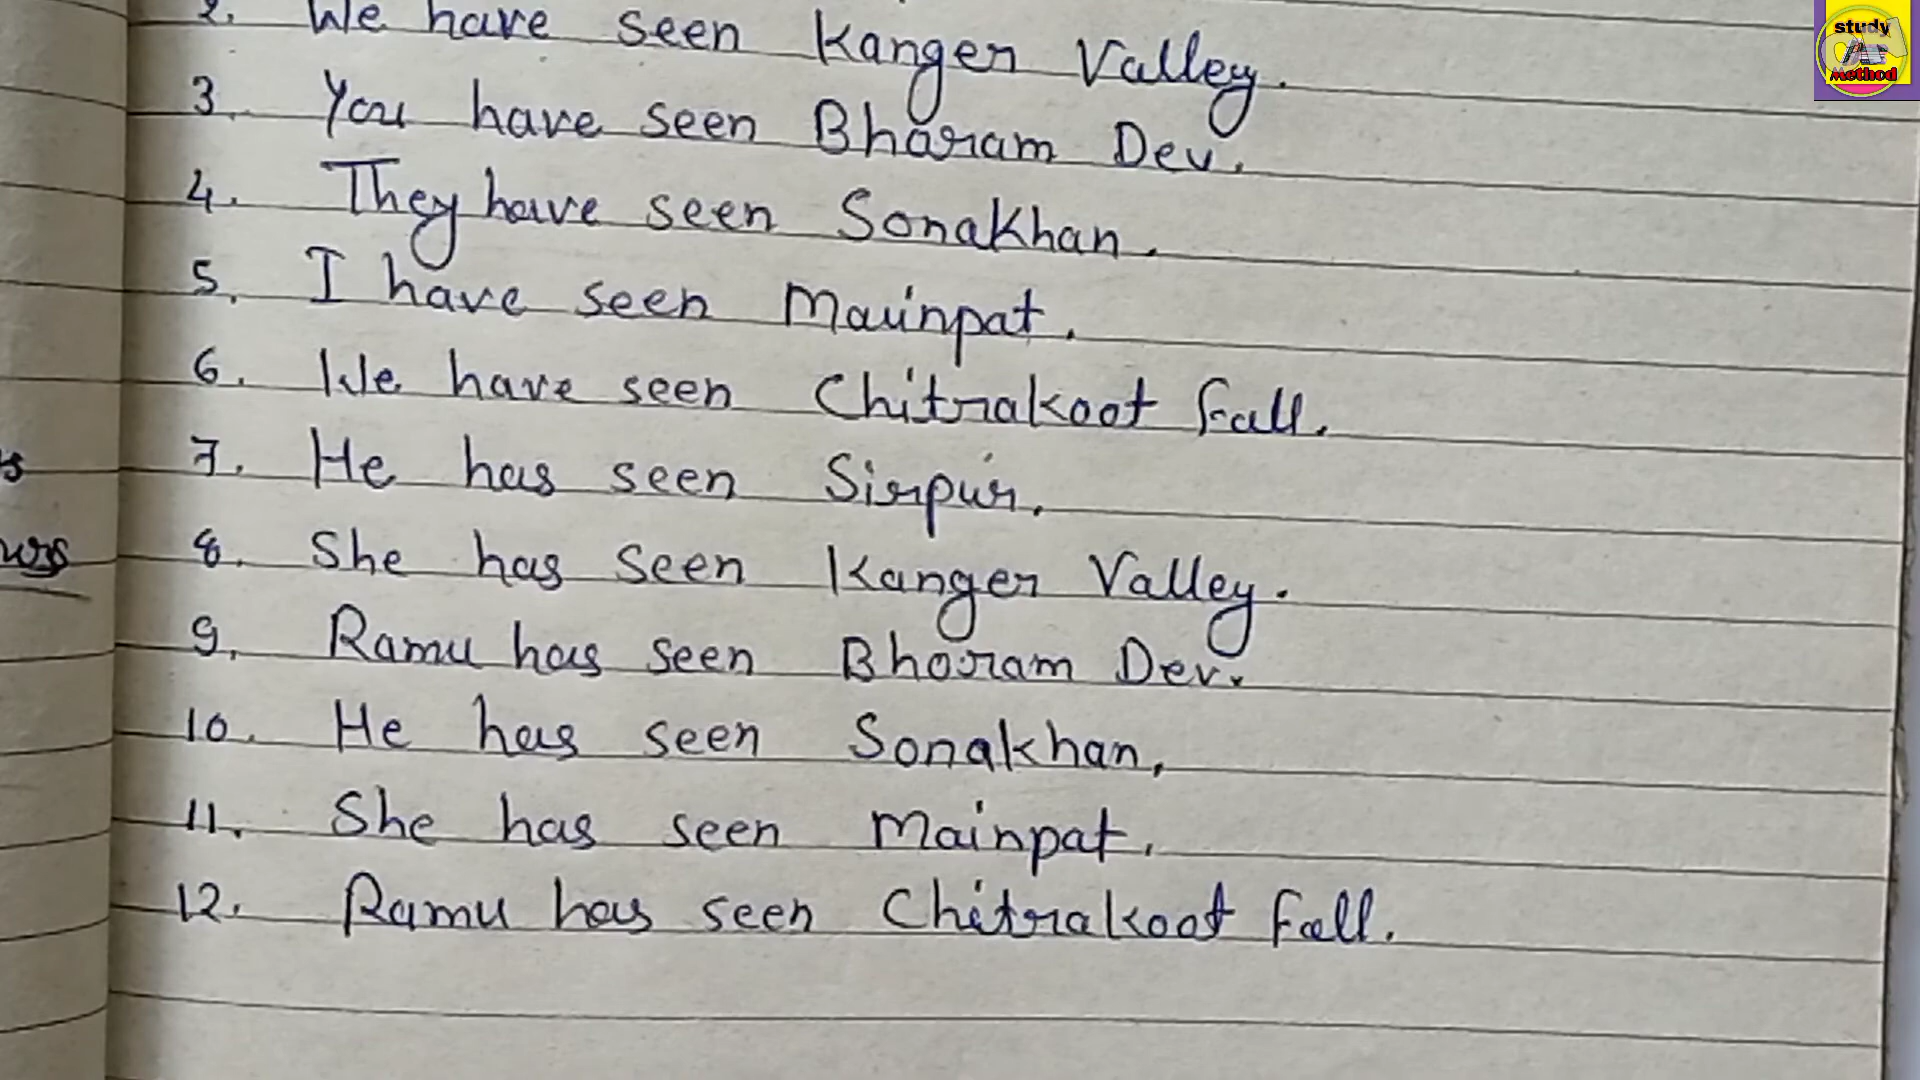 2. We have seen Kanger Valley.
3. You have seen Bharam Dev.
4. They have seen Sonakhan.
5. I have seen Mainpat.
6. We have seen Chitrakoot Fall.
7. He has seen Sirpur.
8. She has seen Kanger Valley.
9. Ramu has seen Bhoram Dev.
10. He has seen Sonakhan.
11. She has seen Mainpat.
12. Ramu has seen Chitrakoot Fall.
study
Method